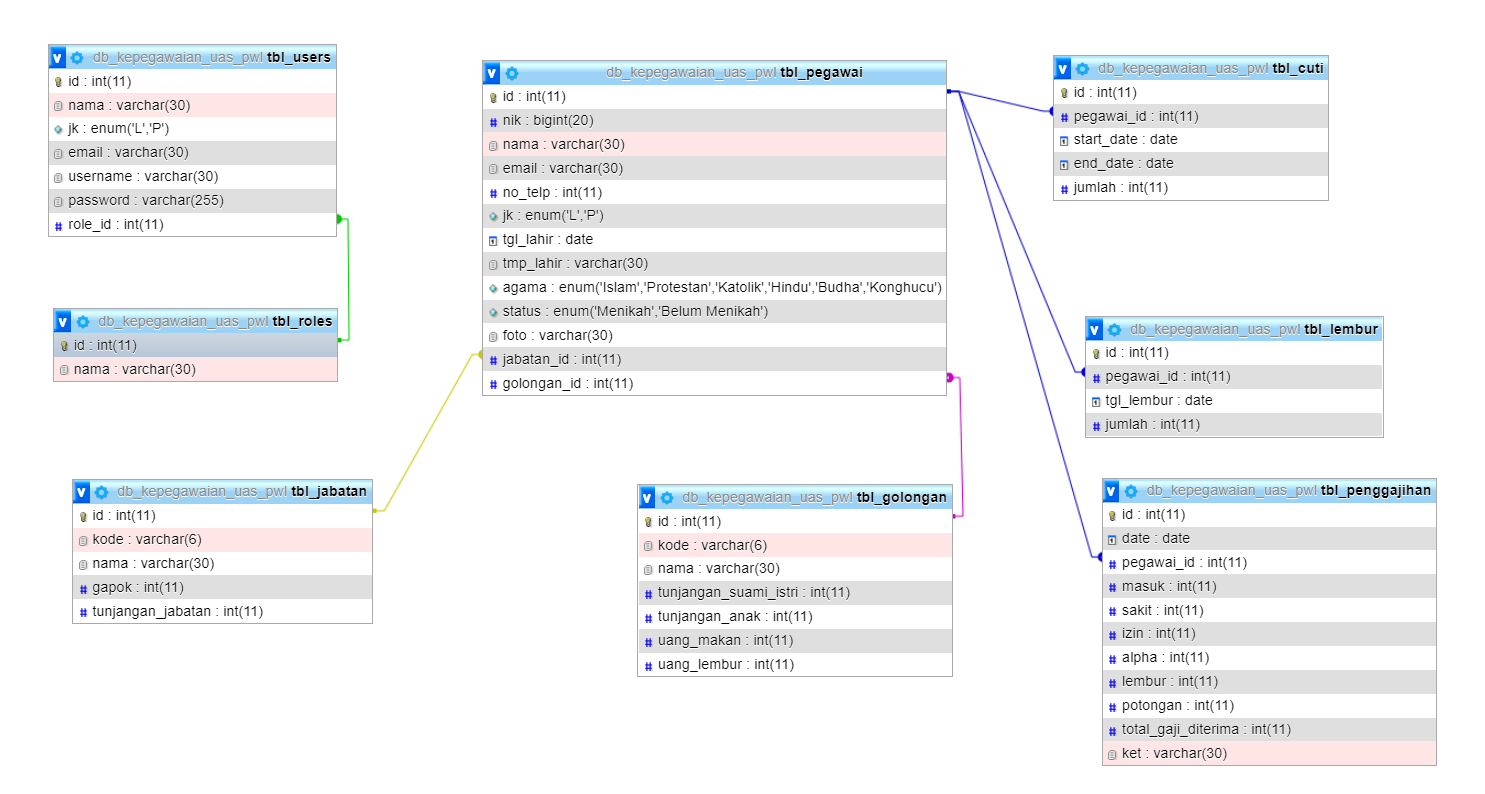 db_kepegawaian_uas_pwl tbl_users
id : int(11)
nama : varchar(30)
jk : enum('L','P')
email : varchar(30)
username : varchar(30)
password : varchar(255)
role_id : int(11)
db_kepegawaian_uas_pwl tbl_roles
id : int(11)
nama : varchar(30)
db_kepegawaian_uas_pwl tbl_jabatan
id : int(11)
kode : varchar(6)
nama : varchar(30)
gapok : int(11)
tunjangan_jabatan : int(11)
db_kepegawaian_uas_pwl tbl_pegawai
id : int(11)
nik : bigint(20)
nama : varchar(30)
email : varchar(30)
no_telp : int(11)
jk : enum('L','P')
tgl_lahir : date
tmp_lahir : varchar(30)
agama : enum('Islam','Protestan','Katolik','Hindu','Budha','Konghucu')
status : enum('Menikah','Belum Menikah')
foto : varchar(30)
jabatan_id : int(11)
golongan_id : int(11)
db_kepegawaian_uas_pwl tbl_golongan
id : int(11)
kode : varchar(6)
nama : varchar(30)
tunjangan_suami_istri : int(11)
tunjangan_anak : int(11)
uang_makan : int(11)
uang_lembur : int(11)
db_kepegawaian_uas_pwl tbl_cuti
id : int(11)
pegawai_id : int(11)
start_date : date
end_date : date
jumlah : int(11)
db_kepegawaian_uas_pwl tbl_lembur
id : int(11)
pegawai_id : int(11)
tgl_lembur : date
jumlah : int(11)
db_kepegawaian_uas_pwl tbl_penggajihan
id : int(11)
date : date
pegawai_id : int(11)
masuk : int(11)
sakit : int(11)
izin : int(11)
alpha : int(11)
lembur : int(11)
potongan : int(11)
total_gaji_diterima : int(11)
ket : varchar(30)